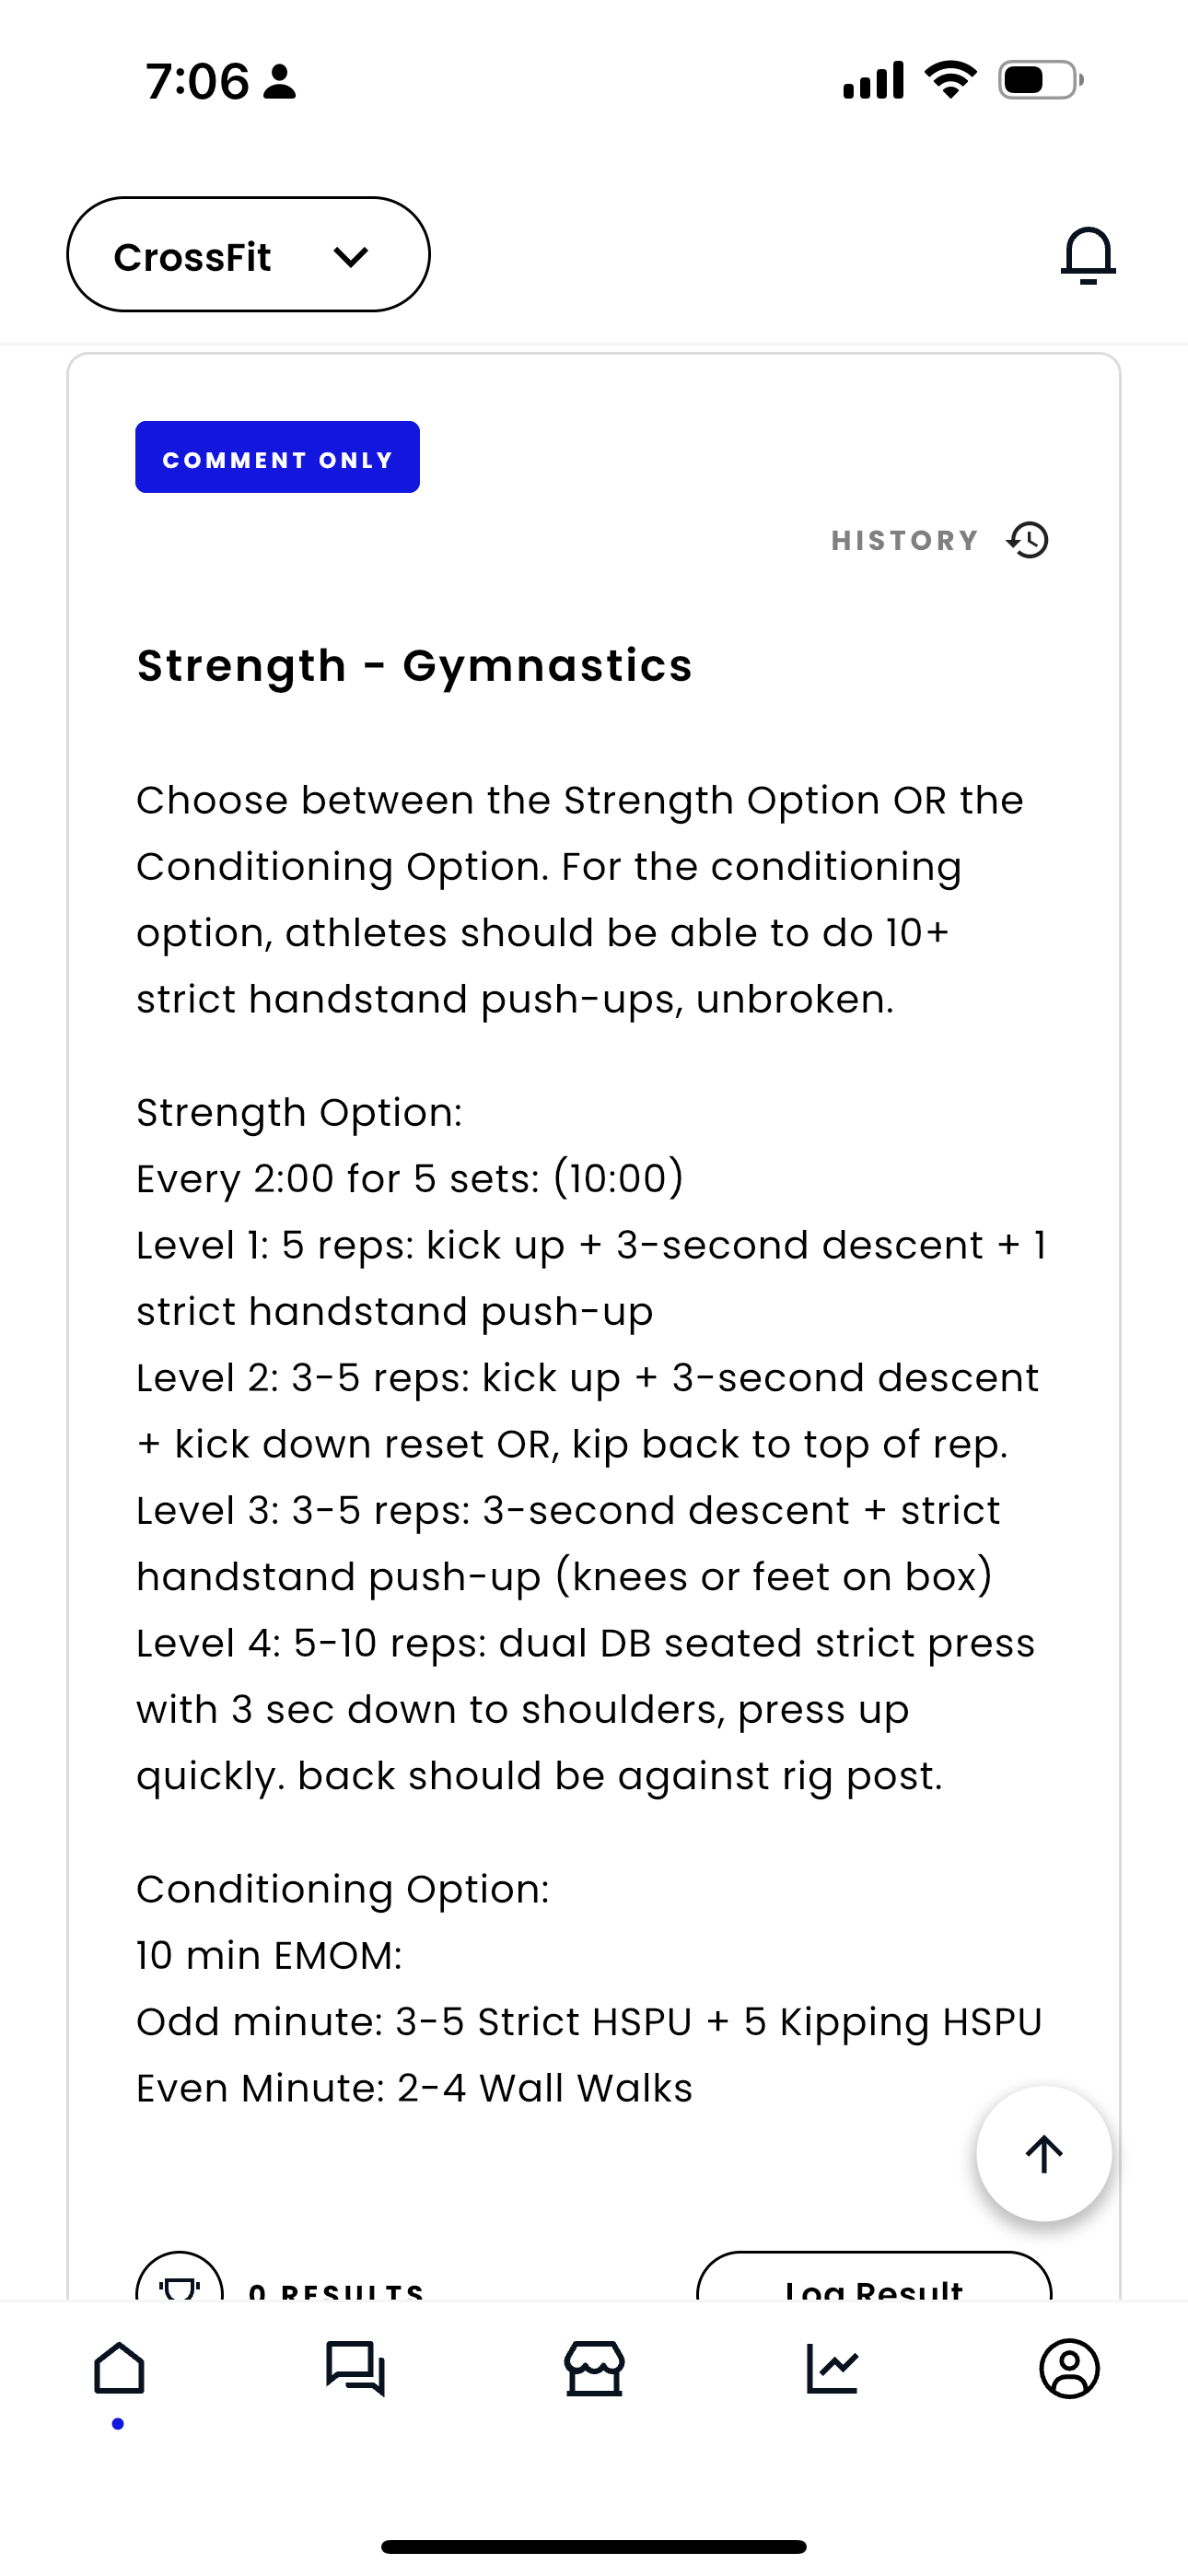 7:06
CrossFit
COMMENT ONLY
HISTORY
Strength - Gymnastics
Choose between the Strength Option OR the
Conditioning Option. For the conditioning
option, athletes should be able to do 10+
strict handstand push-ups, unbroken.
Strength Option:
Every 2:00 for 5 sets: (10:00)
Level 1: 5 reps: kick up + 3-second descent + 1
strict handstand push-up
Level 2: 3-5 reps: kick up + 3-second descent
+ kick down reset OR, kip back to top of rep.
Level 3: 3-5 reps: 3-second descent + strict
handstand push-up (knees or feet on box)
Level 4: 5-10 reps: dual DB seated strict press
with 3 sec down to shoulders, press up
quickly. back should be against rig post.
Conditioning Option:
10 min EMOM:
Odd minute: 3-5 Strict HSPU + 5 Kipping HSPU
Even Minute: 2-4 Wall Walks
0 RESULTS
Log Result